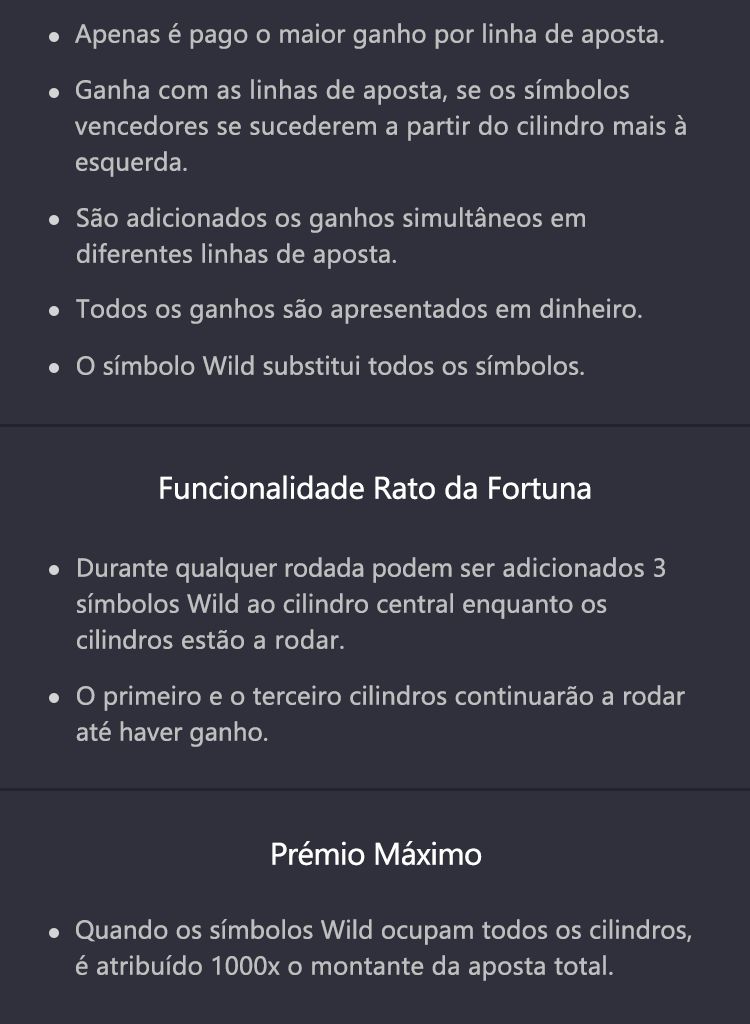 • Apenas é pago o maior ganho por linha de aposta.
• Ganha com as linhas de aposta, se os símbolos
vencedores se sucederem a partir do cilindro mais à
esquerda.
• São adicionados os ganhos simultâneos em
diferentes linhas de aposta.
• Todos os ganhos são apresentados em dinheiro.
• O símbolo Wild substitui todos os símbolos.
Funcionalidade Rato da Fortuna
• Durante qualquer rodada podem ser adicionados 3
símbolos Wild ao cilindro central enquanto os
cilindros estão a rodar.
• O primeiro e o terceiro cilindros continuarão a rodar
até haver ganho.
Prémio Máximo
• Quando os símbolos Wild ocupam todos os cilindros,
é atribuído 1000x o montante da aposta total.